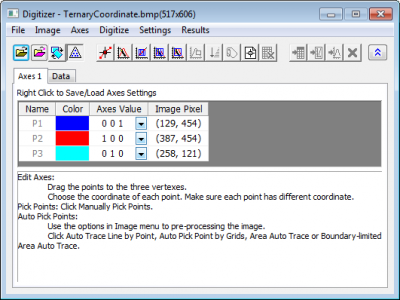 Digitizer - TernaryCoordinate.bmp(517x606)
File Image Axes Digitize Settings Results
Axes 1 Data
Right Click to Save/Load Axes Settings
Name Color Axes Value Image Pixel
P1 0 0 1 (129, 454)
P2 1 0 0 (387, 454)
P3 0 1 0 (258, 121)
Edit Axes:
Drag the points to the three vertexes.
Choose the coordinate of each point. Make sure each point has different coordinate.
Pick Points: Click Manually Pick Points.
Auto Pick Points:
Use the options in Image menu to pre-processing the image.
Click Auto Trace Line by Point, Auto Pick Point by Grids, Area Auto Trace or Boundary-limited
Area Auto Trace.